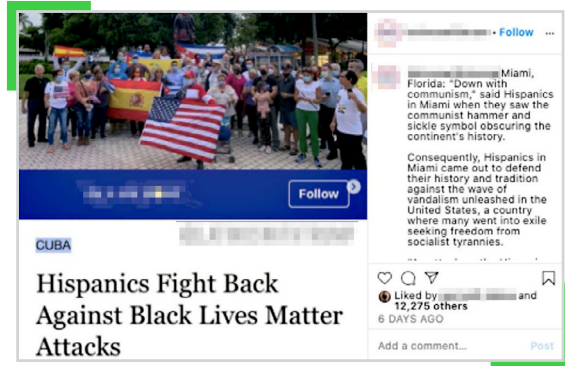 Follow
CUBA
Hispanics Fight Back
Against Black Lives Matter
Attacks
• Follow ...
Miami,
Florida: "Down with
communism," said Hispanics
in Miami when they saw the
communist hammer and
sickle symbol obscuring the
continent's history.
Consequently, Hispanics in
Miami came out to defend
their history and tradition
against the wave of
vandalism unleashed in the
United States, a country
where many went into exile
seeking freedom from
socialist tyrannies.
Liked by and
12,275 others
6 DAYS AGO
Add a comment... Post